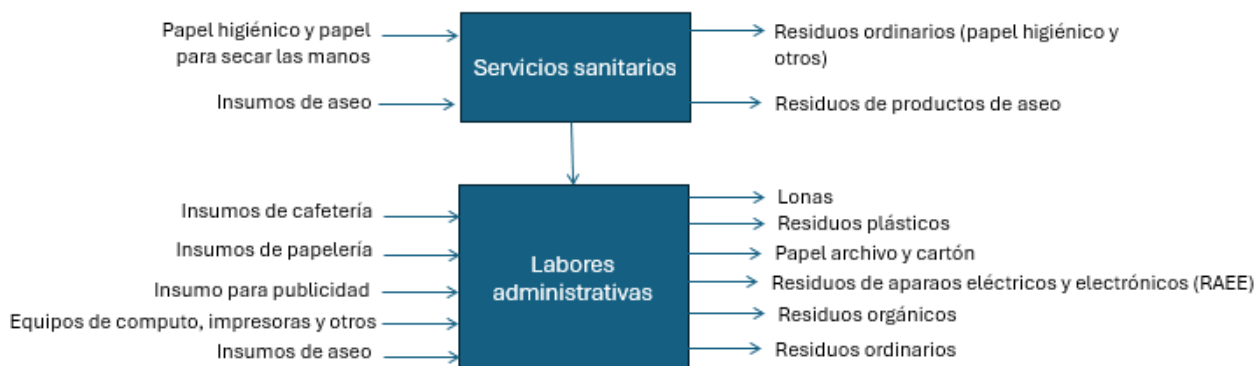 Papel higiénico y papel
para secar las manos
Insumos de aseo
Servicios sanitarios
Residuos ordinarios (papel higiénico y
otros)
Residuos de productos de aseo
Insumos de cafetería
Insumos de papelería
Insumo para publicidad
Equipos de computo, impresoras y otros
Insumos de aseo
Labores
administrativas
Lonas
Residuos plásticos
Papel archivo y cartón
Residuos de aparaos eléctricos y electrónicos (RAEE)
Residuos orgánicos
Residuos ordinarios